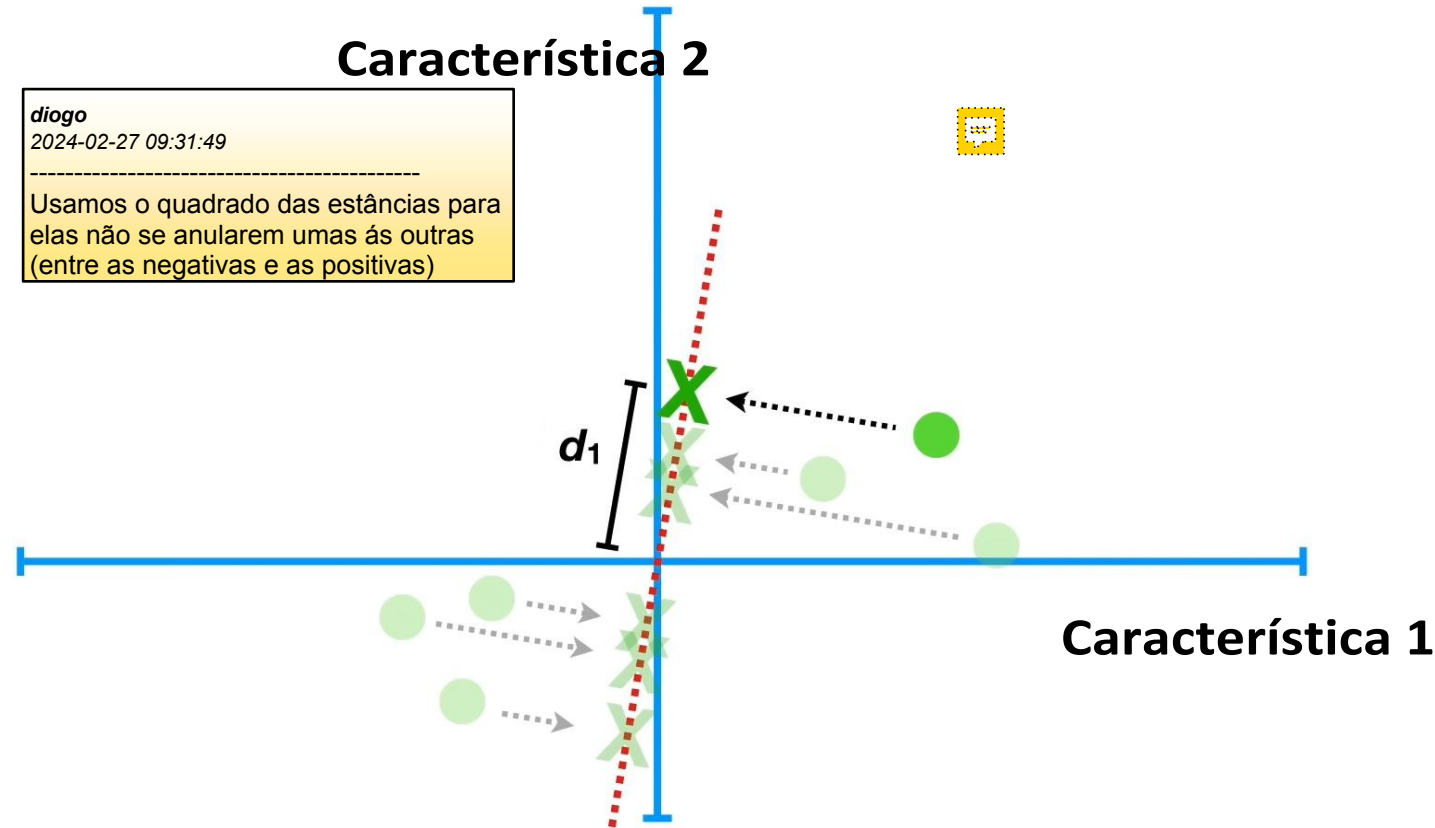 Característica 2
diogo
2024-02-27 09:31:49
-------------------------------------------
Usamos o quadrado das estâncias para
elas não se anularem umas ás outras
(entre as negativas e as positivas)
d1
Característica 1